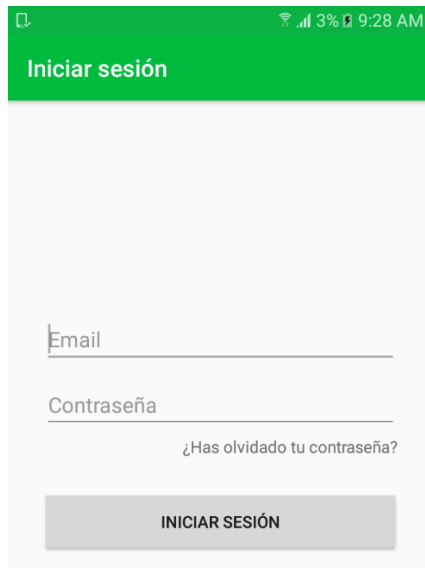 3% 9:28 AM
Iniciar sesión
Email
Contraseña
¿Has olvidado tu contraseña?
INICIAR SESIÓN